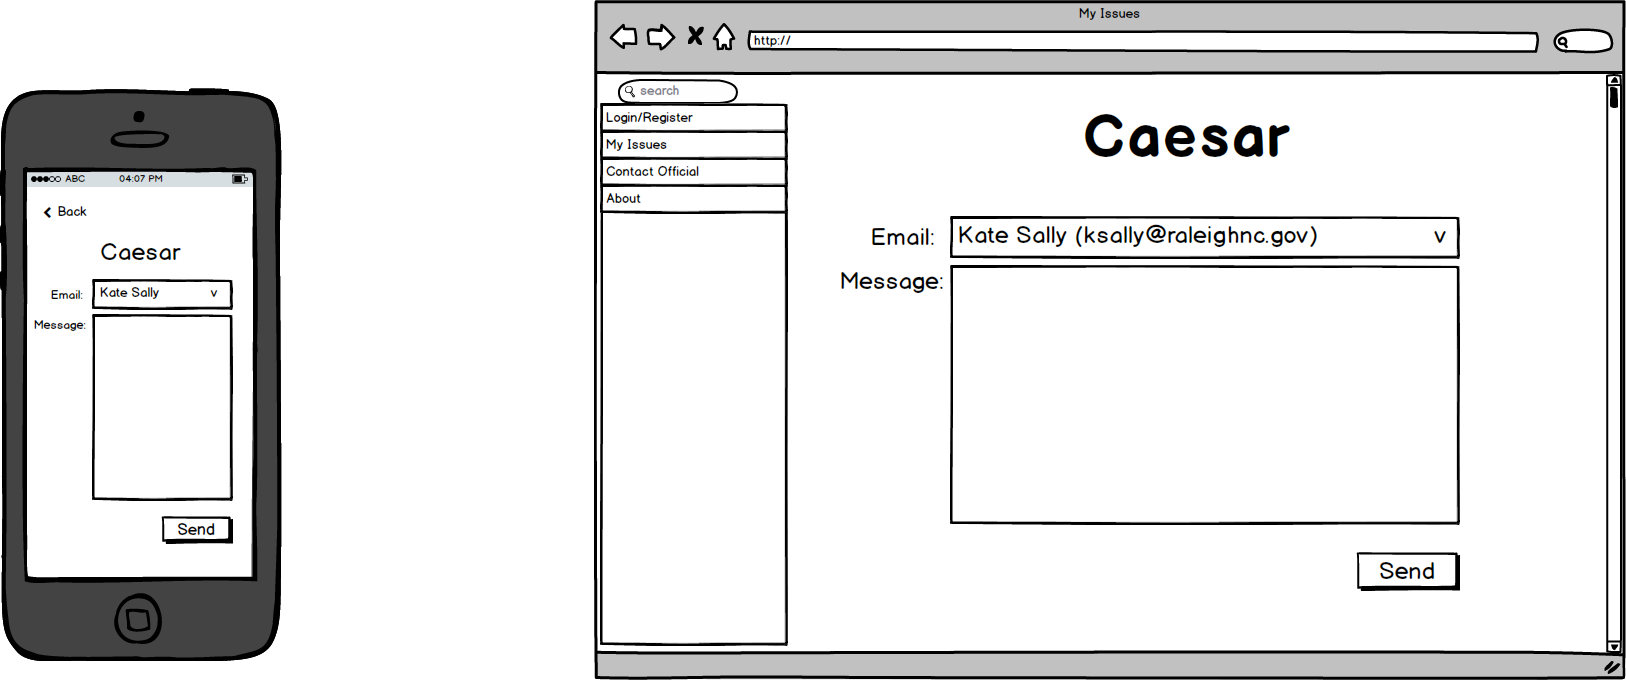 ABC 04:07 PM
Back
Caesar
Email: Kate Sally v
Message:
Send
My Issues
http://
search
Login/Register
My Issues
Contact Official
About
Caesar
Email: Kate Sally (ksally@raleighnc.gov) v
Message:
Send